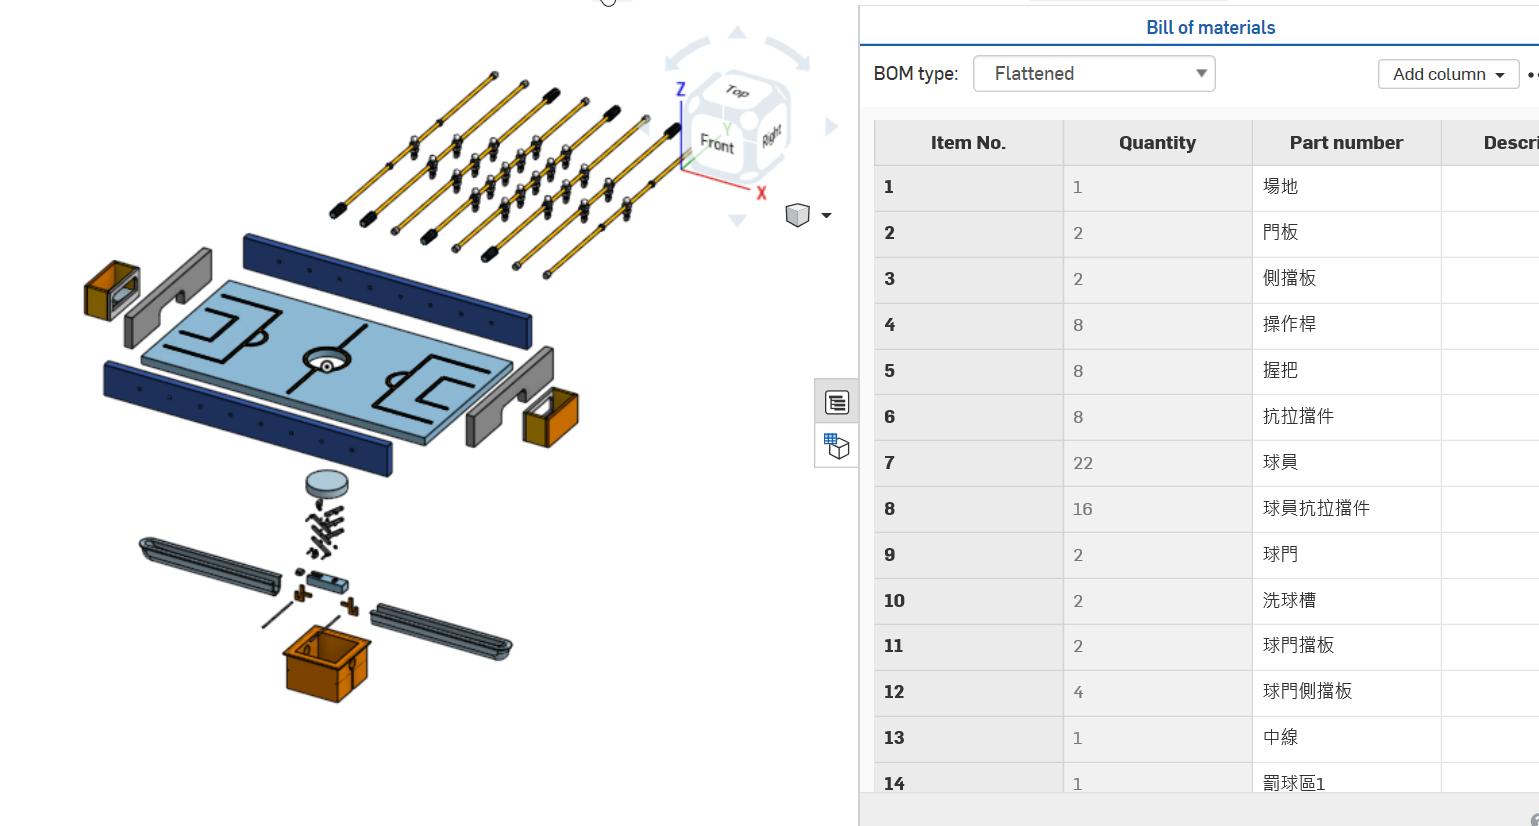 Bill of materials
BOM type: Flattened Add column
Item No. Quantity Part number Descri
1 1 場地
2 2 門板
3 2 側擋板
4 8 操作桿
5 8 握把
6 8 抗拉擋件
7 22 球員
8 16 球員抗拉擋件
9 2 球門
10 2 洗球槽
11 2 球門擋板
12 4 球門側擋板
13 1 中線
14 1 罰球區1
Z
Top
Y
Front Right
X